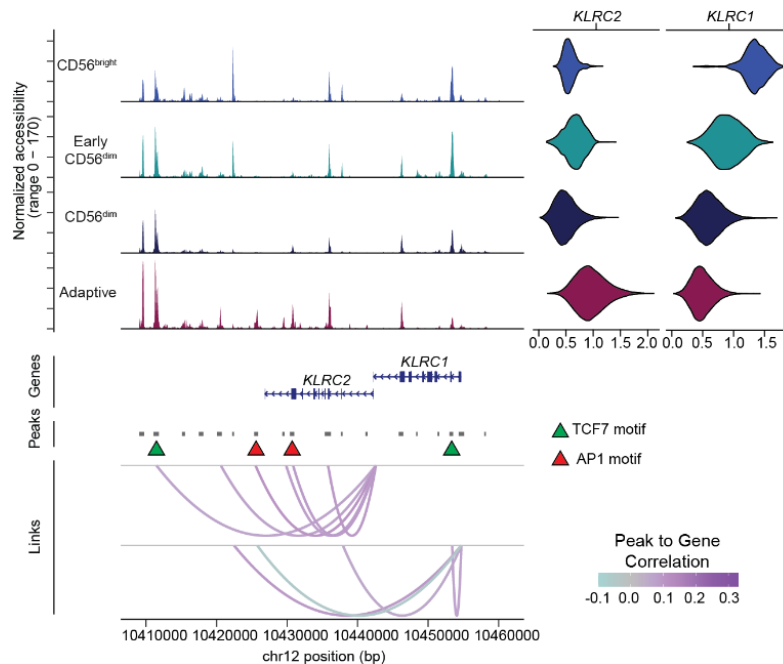 KLRC2 KLRC1
Normalized accessibility
(range 0 – 170)
CD56bright
Early
CD56dim
CD56dim
Adaptive
0.0 0.5 1.0 1.5 2.0 0.0 0.5 1.0 1.5
Genes
KLRC1
KLRC2
Peaks
TCF7 motif
AP1 motif
Links
Peak to Gene
Correlation
-0.1 0.0 0.1 0.2 0.3
10410000 10420000 10430000 10440000 10450000 10460000
chr12 position (bp)